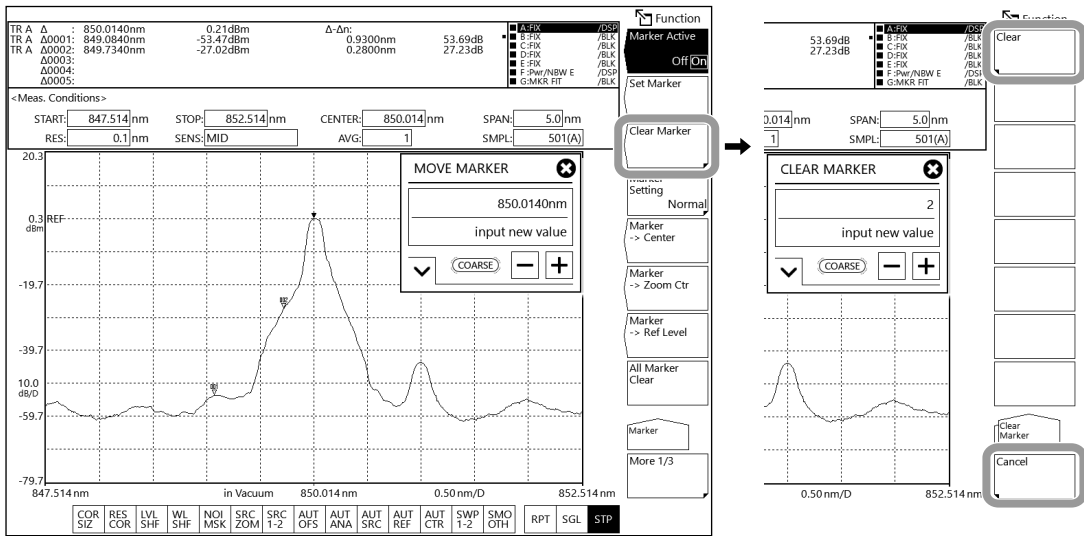 Function
TR A Δ : 850.0140nm 0.21dBm Δ-Δn:
TR A Δ0001: 849.0840nm -53.47dBm 0.9300nm 53.69dB
TR A Δ0002: 849.7340nm -27.02dBm 0.2800nm 27.23dB
Δ0003:
Δ0004:
Δ0005:
A:FIX /DSP
B:FIX /BLK
C:FIX /BLK
D:FIX /BLK
E:FIX /BLK
F:Pwr/NBW E /DSP
G:MKR FIT /BLK
<Meas. Conditions>
START: 847.514 nm STOP: 852.514 nm CENTER: 850.014 nm SPAN: 5.0 nm
RES: 0.1 nm SENS: MID AVG: 1 SMPL: 501(A)
20.3
0.3 REF
dBm
-19.7
-39.7
10.0
dB/D
-59.7
-79.7
MOVE MARKER
850.0140nm
input new value
COARSE
002
001
847.514 nm in Vacuum 850.014 nm 0.50 nm/D 852.514 nm
COR SIZ RES COR LVL SHF WL SHF NOI MSK SRC ZOM SRC 1-2 AUT OFS AUT ANA AUT SRC AUT REF AUT CTR SWP 1-2 SMO OTH RPT SGL STP
Marker Active
Off On
Set Marker
Clear Marker
Marker
Setting
Normal
Marker
-> Center
Marker
-> Zoom Ctr
Marker
-> Ref Level
All Marker
Clear
Marker
More 1/3
Function
53.69dB
27.23dB
A:FIX /DSP
B:FIX /BLK
C:FIX /BLK
D:FIX /BLK
E:FIX /BLK
F:Pwr/NBW E /DSP
G:MKR FIT /BLK
0.014 nm SPAN: 5.0 nm
1 SMPL: 501(A)
CLEAR MARKER
2
input new value
COARSE
0.50 nm/D 852.514 nm
Clear
Clear
Marker
Cancel